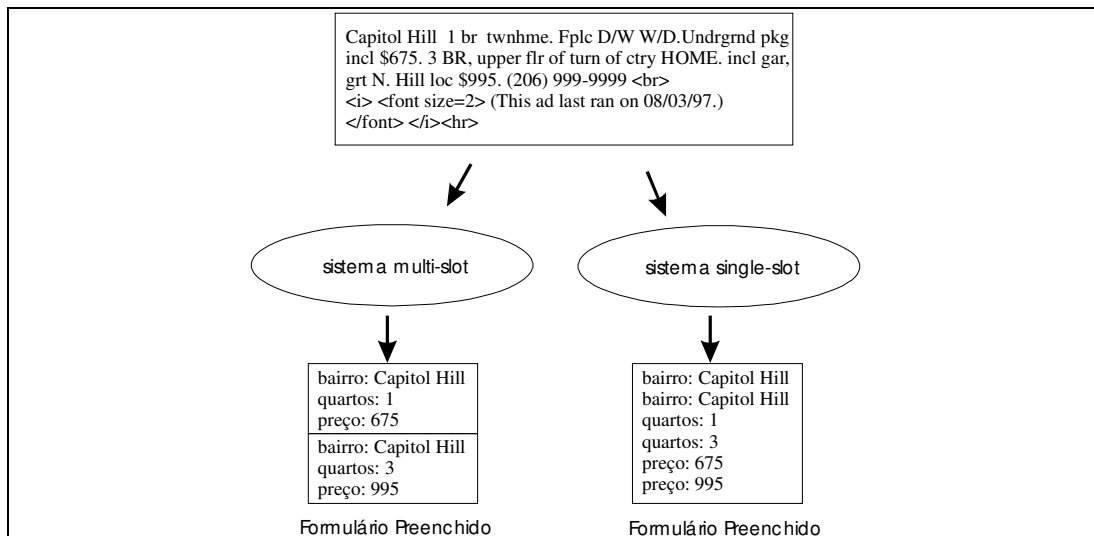 Capitol Hill 1 br twnhme. Fplc D/W W/D.Undrgrnd pkg
incl $675. 3 BR, upper flr of turn of ctry HOME. incl gar,
grt N. Hill loc $995. (206) 999-9999 <br>
<i> <font size=2> (This ad last ran on 08/03/97.)
</font> </i><hr>
sistema multi-slot
sistema single-slot
bairro: Capitol Hill
quartos: 1
preço: 675
bairro: Capitol Hill
quartos: 3
preço: 995
Formulário Preenchido
bairro: Capitol Hill
bairro: Capitol Hill
quartos: 1
quartos: 3
preço: 675
preço: 995
Formulário Preenchido